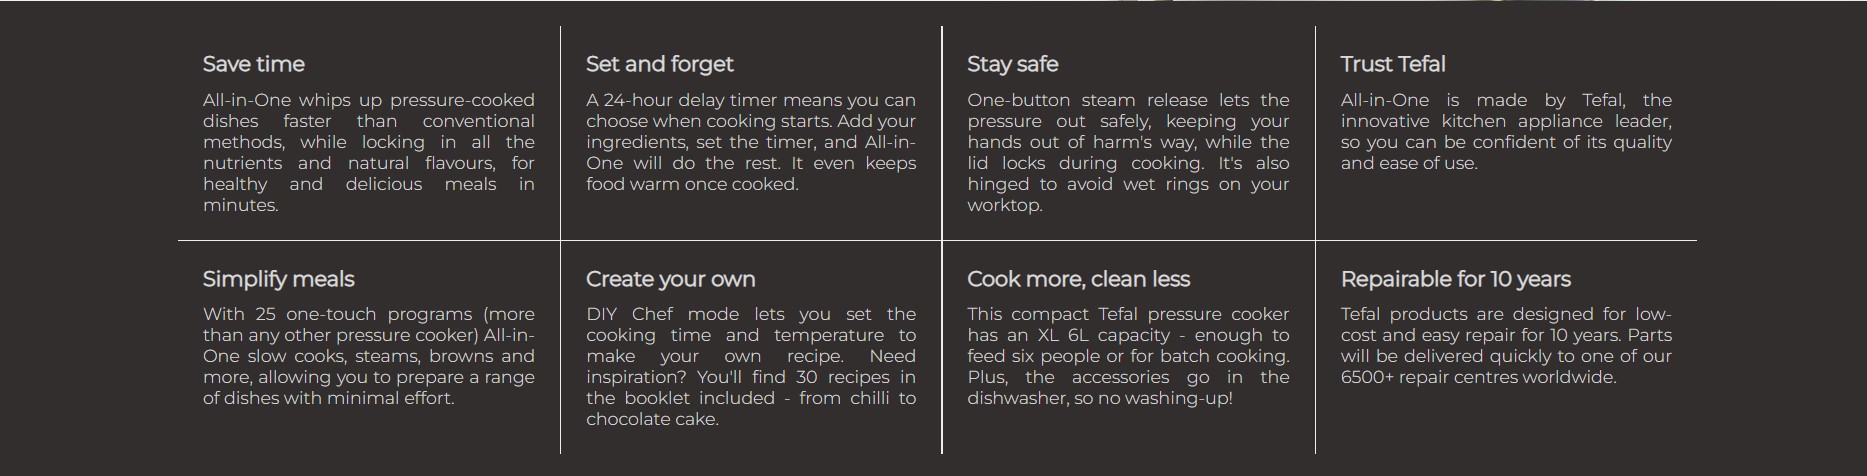 Save time
All-in-One whips up pressure-cooked
dishes faster than conventional
methods, while locking in all the
nutrients and natural flavours, for
healthy and delicious meals in
minutes.
Set and forget
A 24-hour delay timer means you can
choose when cooking starts. Add your
ingredients, set the timer, and All-in-
One will do the rest. It even keeps
food warm once cooked.
Stay safe
One-button steam release lets the
pressure out safely, keeping your
hands out of harm's way, while the
lid locks during cooking. It's also
hinged to avoid wet rings on your
worktop.
Trust Tefal
All-in-One is made by Tefal, the
innovative kitchen appliance leader,
so you can be confident of its quality
and ease of use.
Simplify meals
With 25 one-touch programs (more
than any other pressure cooker) All-in-
One slow cooks, steams, browns and
more, allowing you to prepare a range
of dishes with minimal effort.
Create your own
DIY Chef mode lets you set the
cooking time and temperature to
make your own recipe. Need
inspiration? You'll find 30 recipes in
the booklet included - from chilli to
chocolate cake.
Cook more, clean less
This compact Tefal pressure cooker
has an XL 6L capacity - enough to
feed six people or for batch cooking.
Plus, the accessories go in the
dishwasher, so no washing-up!
Repairable for 10 years
Tefal products are designed for low-
cost and easy repair for 10 years. Parts
will be delivered quickly to one of our
6500+ repair centres worldwide.